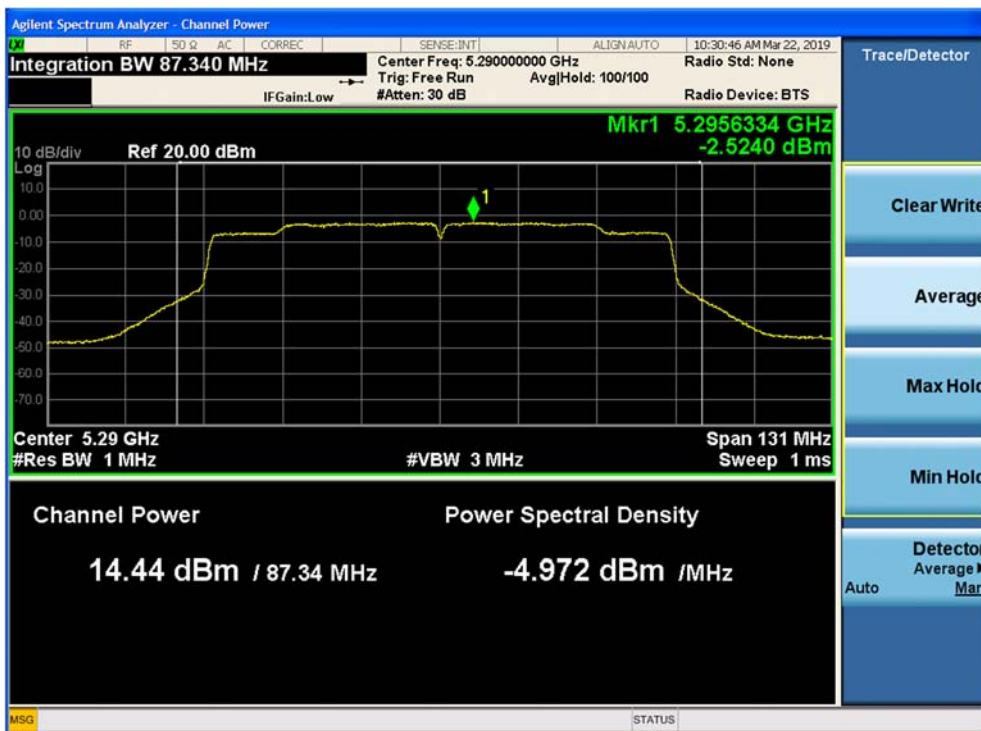 Agilent Spectrum Analyzer - Channel Power
LXI RF 50 Ω AC CORREC SENSE:INT ALIGN AUTO 10:30:46 AM Mar 22, 2019
Integration BW 87.340 MHz
Center Freq: 5.290000000 GHz
Radio Std: None
Trig: Free Run Avg|Hold: 100/100
IFGain:Low #Atten: 30 dB
Radio Device: BTS
Mkr1 5.2956334 GHz
-2.5240 dBm
10 dB/div Ref 20.00 dBm
Log
1
10.0
0.00
-10.0
-20.0
-30.0
-40.0
-50.0
-60.0
-70.0
Center 5.29 GHz Span 131 MHz
#Res BW 1 MHz #VBW 3 MHz Sweep 1 ms
Channel Power Power Spectral Density
14.44 dBm / 87.34 MHz -4.972 dBm /MHz
Trace/Detector
Clear Write
Average
Max Hold
Min Hold
Detector
Average
Auto Man
MSG STATUS